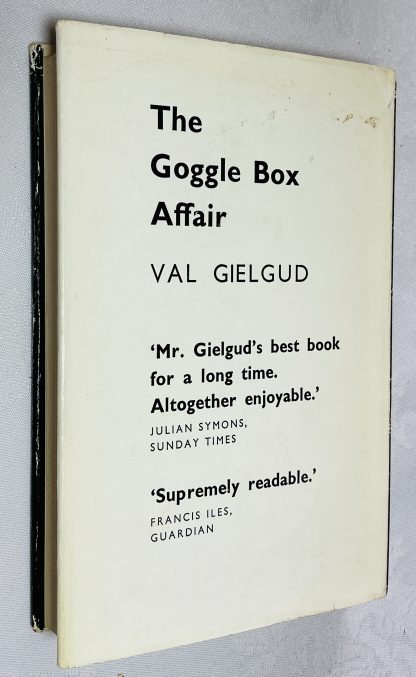 The
Goggle Box
Affair
VAL GIELGUD
‘Mr. Gielgud’s best book
for a long time.
Altogether enjoyable.’
JULIAN SYMONS,
SUNDAY TIMES
‘Supremely readable.’
FRANCIS ILES,
GUARDIAN